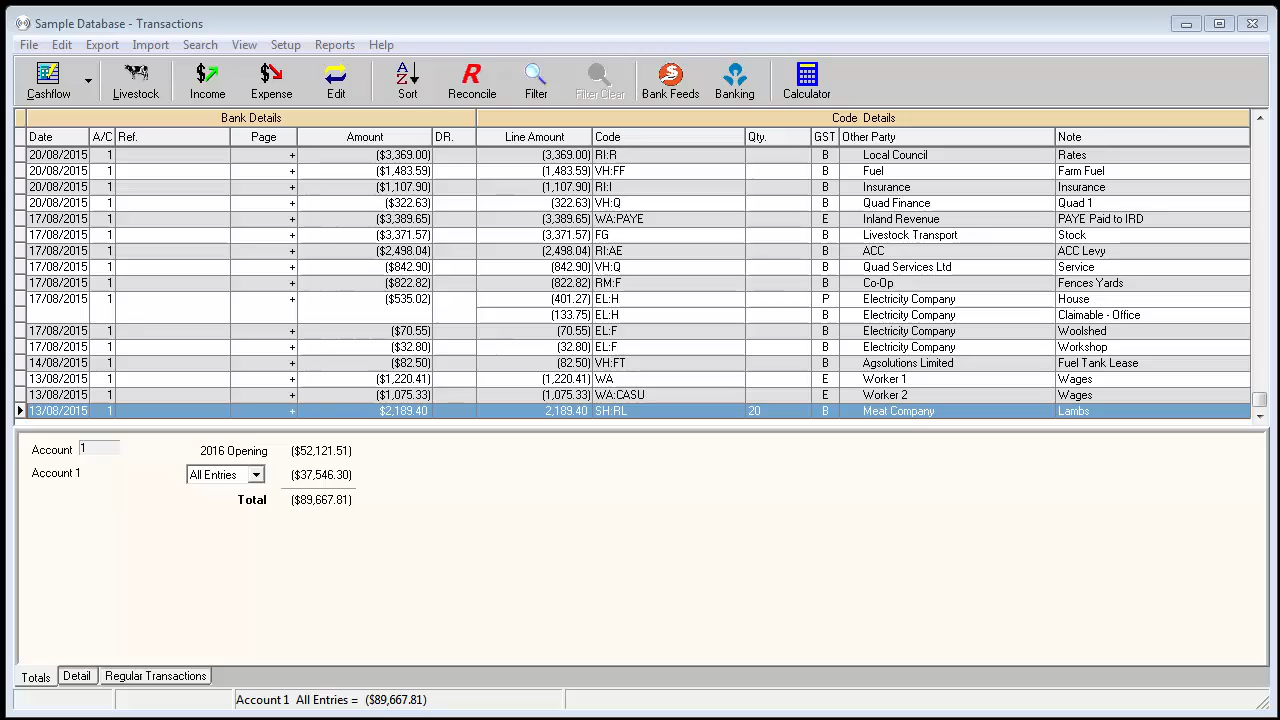 Sample Database - Transactions
File Edit Export Import Search View Setup Reports Help
Cashflow Livestock Income Expense Edit Sort Reconcile Filter Filter Clear Bank Feeds Banking Calculator
Bank Details Code Details
Date A/C Ref. Page Amount DR. Line Amount Code Qty. GST Other Party Note
20/08/2015 1 + ($3,369.00) (3,369.00) RI:R B Local Council Rates
20/08/2015 1 + ($1,483.59) (1,483.59) VH:FF B Fuel Farm Fuel
20/08/2015 1 + ($1,107.90) (1,107.90) RI:I B Insurance Insurance
20/08/2015 1 + ($322.63) (322.63) VH:Q B Quad Finance Quad 1
17/08/2015 1 + ($3,389.65) (3,389.65) WA:PAYE E Inland Revenue PAYE Paid to IRD
17/08/2015 1 + ($3,371.57) (3,371.57) FG B Livestock Transport Stock
17/08/2015 1 + ($2,498.04) (2,498.04) RI:AE B ACC ACC Levy
17/08/2015 1 + ($842.90) (842.90) VH:Q B Quad Services Ltd Service
17/08/2015 1 + ($822.82) (822.82) RM:F B Co-Op Fences Yards
17/08/2015 1 + ($535.02) (401.27) EL:H P Electricity Company House
(133.75) EL:H B Electricity Company Claimable - Office
17/08/2015 1 + ($70.55) (70.55) EL:F B Electricity Company Woolshed
17/08/2015 1 + ($32.80) (32.80) EL:F B Electricity Company Workshop
14/08/2015 1 + ($82.50) (82.50) VH:FT B Agsolutions Limited Fuel Tank Lease
13/08/2015 1 + ($1,220.41) (1,220.41) WA E Worker 1 Wages
13/08/2015 1 + ($1,075.33) (1,075.33) WA:CASU E Worker 2 Wages
13/08/2015 1 + $2,189.40 2,189.40 SH:RL 20 B Meat Company Lambs
Account 1 2016 Opening ($52,121.51)
Account 1 All Entries ($37,546.30)
Total ($89,667.81)
Totals Detail Regular Transactions
Account 1 All Entries = ($89,667.81)